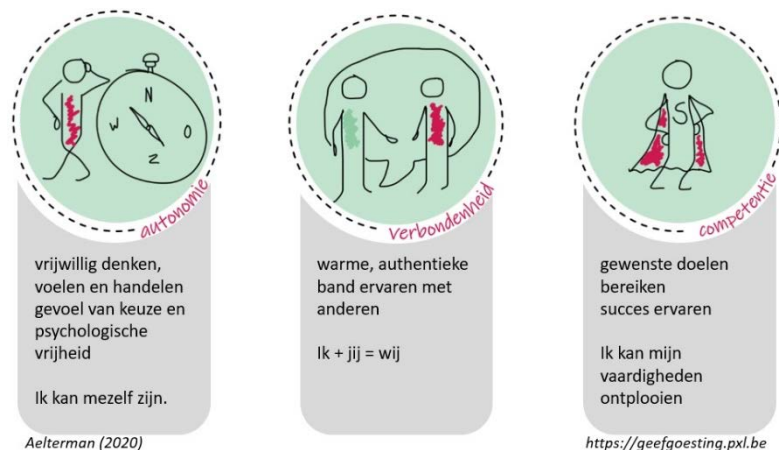 N
W
O
Z
autonomie
vrijwillig denken,
voelen en handelen
gevoel van keuze en
psychologische
vrijheid
Ik kan mezelf zijn.
verbondenheid
warme, authentieke
band ervaren met
anderen
Ik + jij = wij
S
competentie
gewenste doelen
bereiken
succes ervaren
Ik kan mijn
vaardigheden
ontplooien
Aelterman (2020)
https://geefgoesting.pxl.be